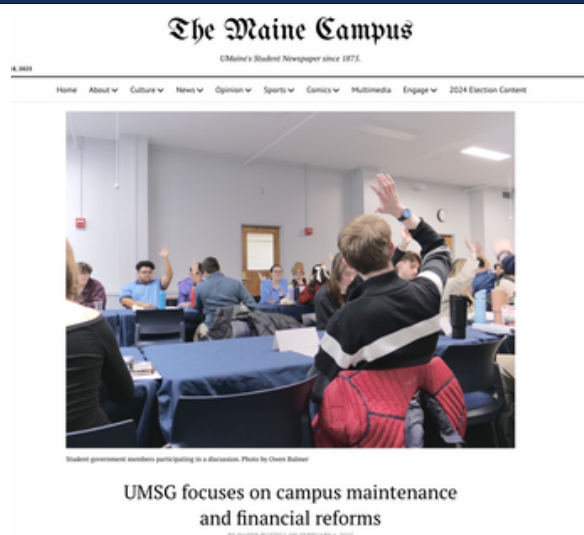 The Maine Campus
UMaine's Student Newspaper since 1875.
8, 2025
Home About Culture News Opinion Sports Comics Multimedia Engage 2024 Election Content
Student government members participating in a discussion. Photo by Owen Bulmer
UMSG focuses on campus maintenance
and financial reforms